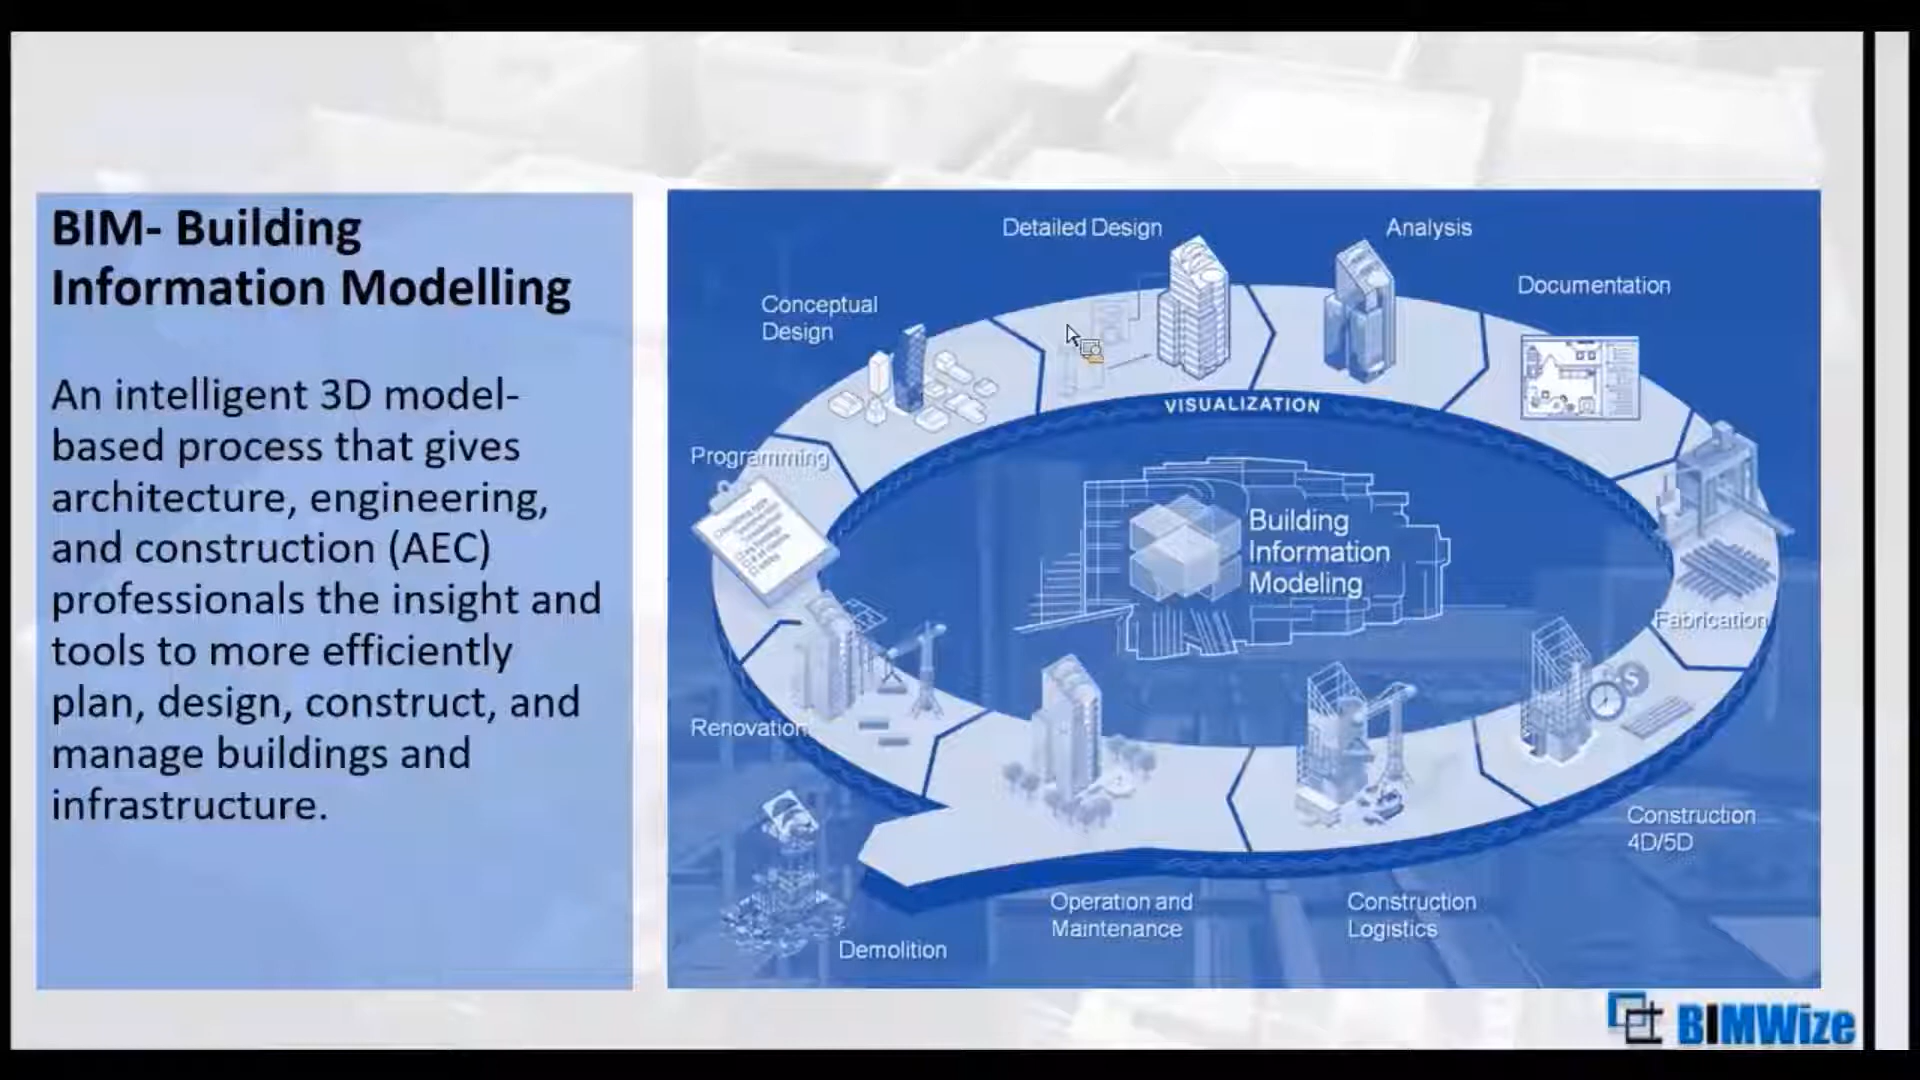 BIM- Building
Information Modelling
An intelligent 3D model-
based process that gives
architecture, engineering,
and construction (AEC)
professionals the insight and
tools to more efficiently
plan, design, construct, and
manage buildings and
infrastructure.
Detailed Design
Analysis
Documentation
Conceptual
Design
VISUALIZATION
Programming
Building
Information
Modeling
Fabrication
Renovation
Construction
4D/5D
Operation and
Maintenance
Construction
Logistics
Demolition
BIMWize